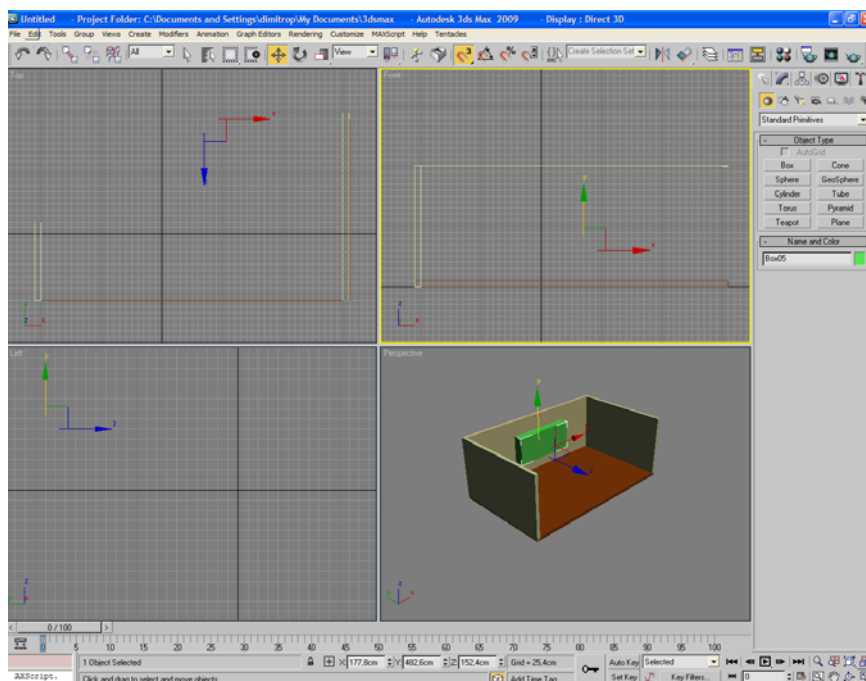 Untitled - Project Folder: C:\Documents and Settings\dimitrop\My Documents\3dsmax - Autodesk 3ds Max 2009 - Display : Direct 3D
File Edit Tools Group Views Create Modifiers Animation Graph Editors Rendering Customize MAXScript Help Tentacles
All View 3 Create Selection Set
Top Front
x x y
Standard Primitives
Object Type
AutoGrid
Box Cone
Sphere GeoSphere
Cylinder Tube
Torus Pyramid
Teapot Plane
Name and Color
Box05
Left Perspective
y z y
0 / 100
0 5 10 15 20 25 30 35 40 45 50 55 60 65 70 75 80 85 90 95 100
1 Object Selected X 177,8cm Y 482,6cm Z 152,4cm Grid = 25,4cm Auto Key Selected
AXScript. Click and drag to select and move objects Add Time Tag Set Key Key Filters... 0